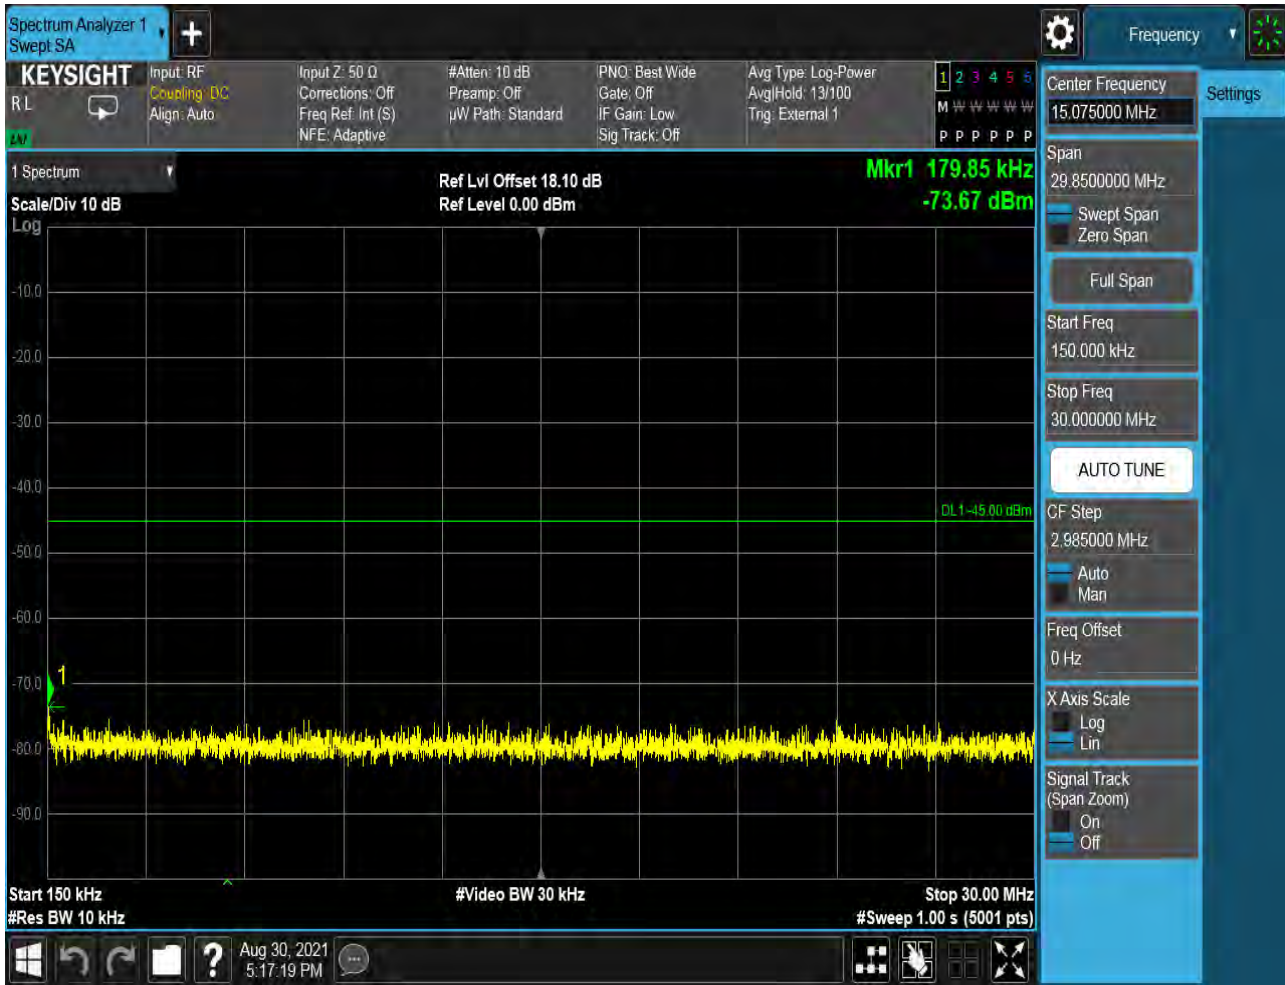 Spectrum Analyzer 1
Swept SA
+
Frequency
KEYSIGHT
R L
LNI
Input: RF
Coupling: DC
Align: Auto
Input Z: 50 Ω
Corrections: Off
Freq Ref: Int (S)
NFE: Adaptive
#Atten: 10 dB
Preamp: Off
µW Path: Standard
PNO: Best Wide
Gate: Off
IF Gain: Low
Sig Track: Off
Avg Type: Log-Power
Avg|Hold: 13/100
Trig: External 1
1 2 3 4 5 6
M W W W W W
P P P P P P
1 Spectrum
Scale/Div 10 dB
Log
Ref Lvl Offset 18.10 dB
Ref Level 0.00 dBm
Mkr1 179.85 kHz
-73.67 dBm
-10.0
-20.0
-30.0
-40.0
DL1 -45.00 dBm
-50.0
-60.0
1
-70.0
-80.0
-90.0
Start 150 kHz
#Video BW 30 kHz
Stop 30.00 MHz
#Res BW 10 kHz
#Sweep 1.00 s (5001 pts)
?
Aug 30, 2021
5:17:19 PM
Center Frequency
15.075000 MHz
Settings
Span
29.8500000 MHz
Swept Span
Zero Span
Full Span
Start Freq
150.000 kHz
Stop Freq
30.000000 MHz
AUTO TUNE
CF Step
2.985000 MHz
Auto
Man
Freq Offset
0 Hz
X Axis Scale
Log
Lin
Signal Track
(Span Zoom)
On
Off